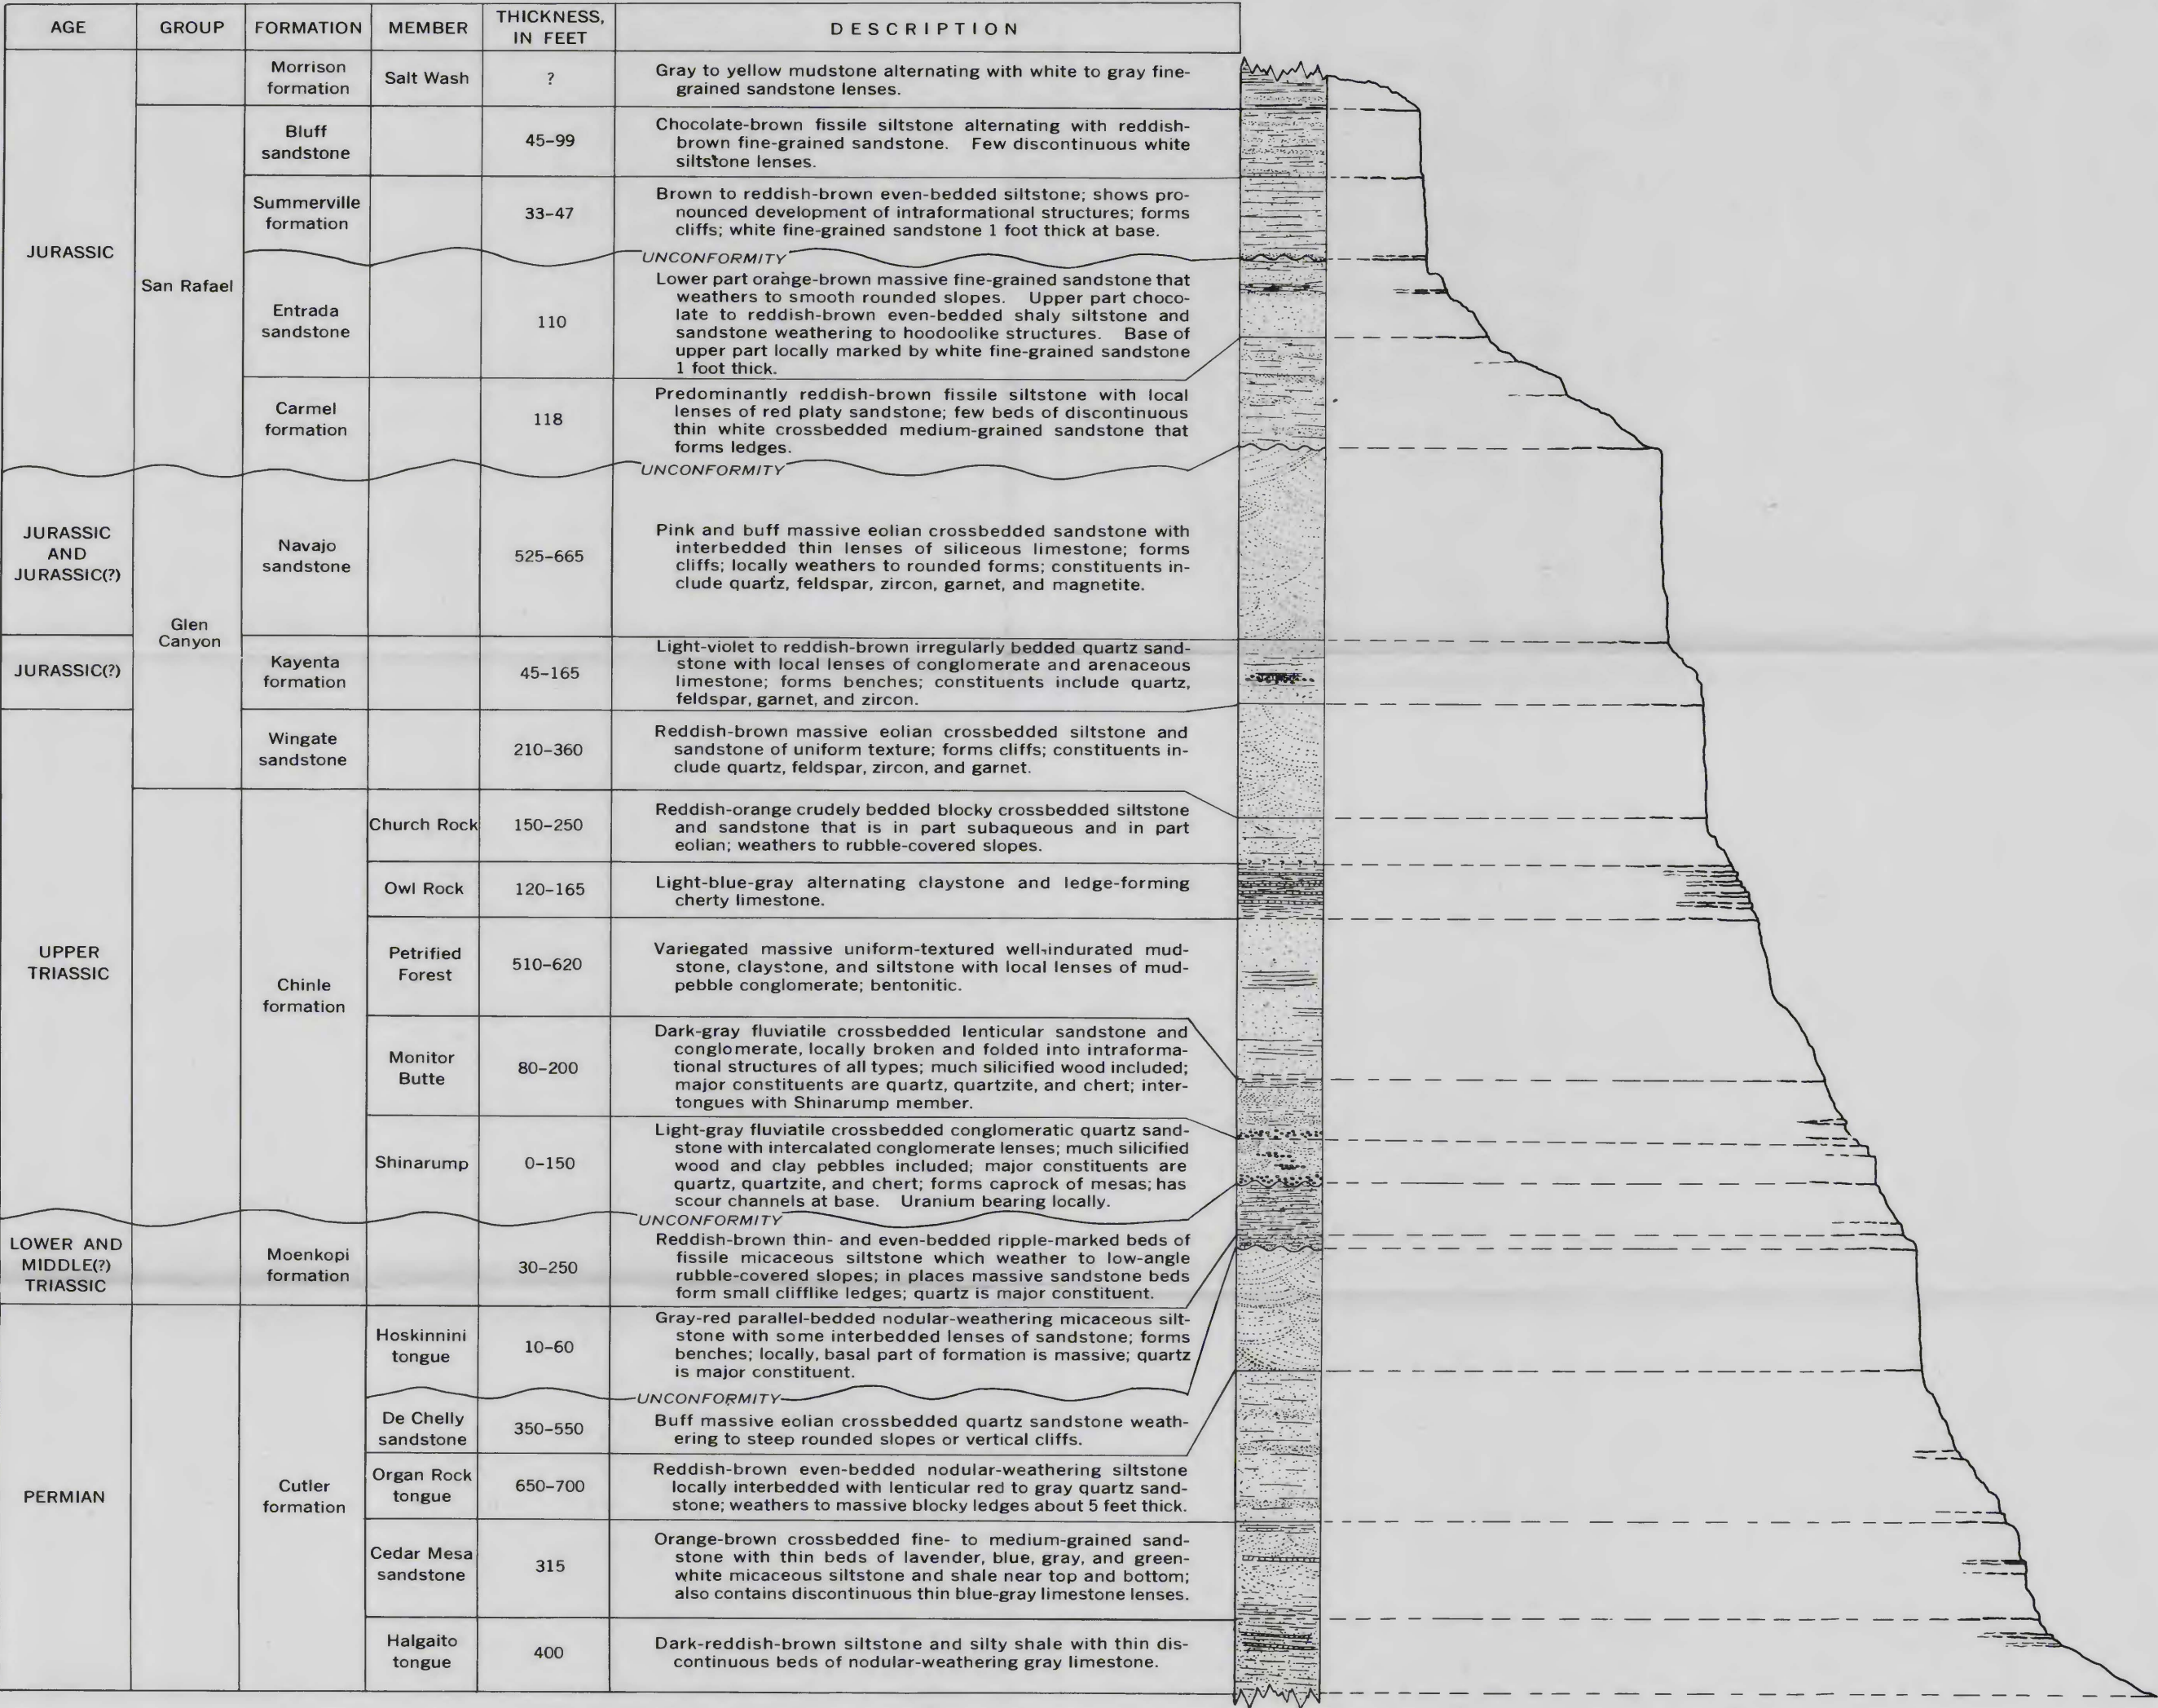 AGE
GROUP
FORMATION
MEMBER
THICKNESS,
IN FEET
DESCRIPTION
JURASSIC
Morrison
formation
Salt Wash
?
Gray to yellow mudstone alternating with white to gray fine-
grained sandstone lenses.
San Rafael
Bluff
sandstone
45–99
Chocolate-brown fissile siltstone alternating with reddish-
brown fine-grained sandstone. Few discontinuous white
siltstone lenses.
Summerville
formation
33–47
Brown to reddish-brown even-bedded siltstone; shows pro-
nounced development of intraformational structures; forms
cliffs; white fine-grained sandstone 1 foot thick at base.
UNCONFORMITY
Entrada
sandstone
110
Lower part orange-brown massive fine-grained sandstone that
weathers to smooth rounded slopes. Upper part choco-
late to reddish-brown even-bedded shaly siltstone and
sandstone weathering to hoodoolike structures. Base of
upper part locally marked by white fine-grained sandstone
1 foot thick.
Carmel
formation
118
Predominantly reddish-brown fissile siltstone with local
lenses of red platy sandstone; few beds of discontinuous
thin white crossbedded medium-grained sandstone that
forms ledges.
UNCONFORMITY
JURASSIC
AND
JURASSIC(?)
Glen
Canyon
Navajo
sandstone
525–665
Pink and buff massive eolian crossbedded sandstone with
interbedded thin lenses of siliceous limestone; forms
cliffs; locally weathers to rounded forms; constituents in-
clude quartz, feldspar, zircon, garnet, and magnetite.
JURASSIC(?)
Kayenta
formation
45–165
Light-violet to reddish-brown irregularly bedded quartz sand-
stone with local lenses of conglomerate and arenaceous
limestone; forms benches; constituents include quartz,
feldspar, garnet, and zircon.
UPPER
TRIASSIC
Wingate
sandstone
210–360
Reddish-brown massive eolian crossbedded siltstone and
sandstone of uniform texture; forms cliffs; constituents in-
clude quartz, feldspar, zircon, and garnet.
Chinle
formation
Church Rock
150–250
Reddish-orange crudely bedded blocky crossbedded siltstone
and sandstone that is in part subaqueous and in part
eolian; weathers to rubble-covered slopes.
Owl Rock
120–165
Light-blue-gray alternating claystone and ledge-forming
cherty limestone.
Petrified
Forest
510–620
Variegated massive uniform-textured well-indurated mud-
stone, claystone, and siltstone with local lenses of mud-
pebble conglomerate; bentonitic.
Monitor
Butte
80–200
Dark-gray fluviatile crossbedded lenticular sandstone and
conglomerate, locally broken and folded into intraforma-
tional structures of all types; much silicified wood included;
major constituents are quartz, quartzite, and chert; inter-
tongues with Shinarump member.
Shinarump
0–150
Light-gray fluviatile crossbedded conglomeratic quartz sand-
stone with intercalated conglomerate lenses; much silicified
wood and clay pebbles included; major constituents are
quartz, quartzite, and chert; forms caprock of mesas; has
scour channels at base. Uranium bearing locally.
UNCONFORMITY
LOWER AND
MIDDLE(?)
TRIASSIC
Moenkopi
formation
30–250
Reddish-brown thin- and even-bedded ripple-marked beds of
fissile micaceous siltstone which weather to low-angle
rubble-covered slopes; in places massive sandstone beds
form small clifflike ledges; quartz is major constituent.
PERMIAN
Cutler
formation
Hoskinnini
tongue
10–60
Gray-red parallel-bedded nodular-weathering micaceous silt-
stone with some interbedded lenses of sandstone; forms
benches; locally, basal part of formation is massive; quartz
is major constituent.
UNCONFORMITY
De Chelly
sandstone
350–550
Buff massive eolian crossbedded quartz sandstone weath-
ering to steep rounded slopes or vertical cliffs.
Organ Rock
tongue
650–700
Reddish-brown even-bedded nodular-weathering siltstone
locally interbedded with lenticular red to gray quartz sand-
stone; weathers to massive blocky ledges about 5 feet thick.
Cedar Mesa
sandstone
315
Orange-brown crossbedded fine- to medium-grained sand-
stone with thin beds of lavender, blue, gray, and green-
white micaceous siltstone and shale near top and bottom;
also contains discontinuous thin blue-gray limestone lenses.
Halgaito
tongue
400
Dark-reddish-brown siltstone and silty shale with thin dis-
continuous beds of nodular-weathering gray limestone.